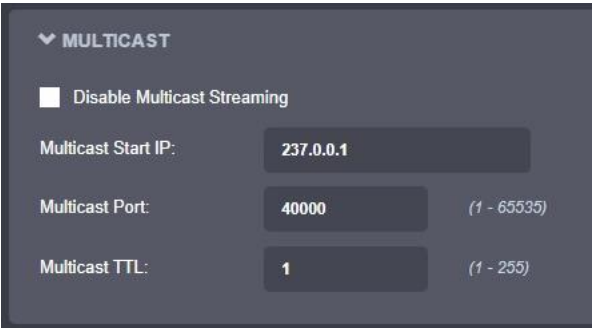 MULTICAST
Disable Multicast Streaming
Multicast Start IP: 237.0.0.1
Multicast Port: 40000 (1 - 65535)
Multicast TTL: 1 (1 - 255)